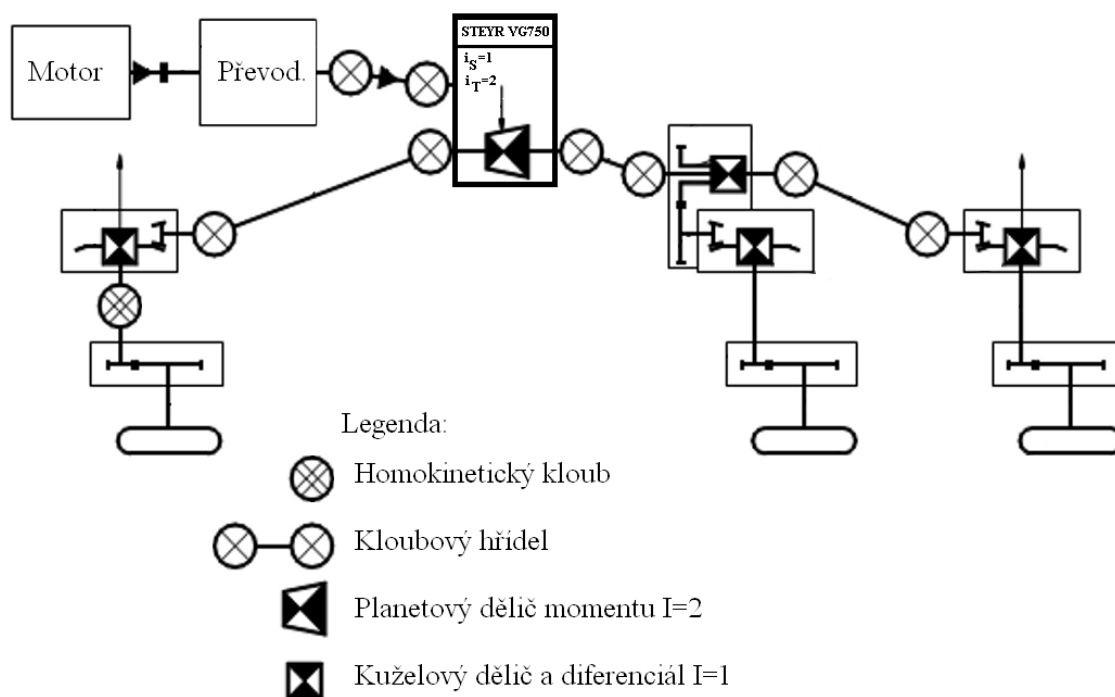 STEYR VG750
i_S=1
i_T=2
Motor
Převod.
Legenda:
Homokinetický kloub
Kloubový hřídel
Planetový dělič momentu I=2
Kuželový dělič a diferenciál I=1